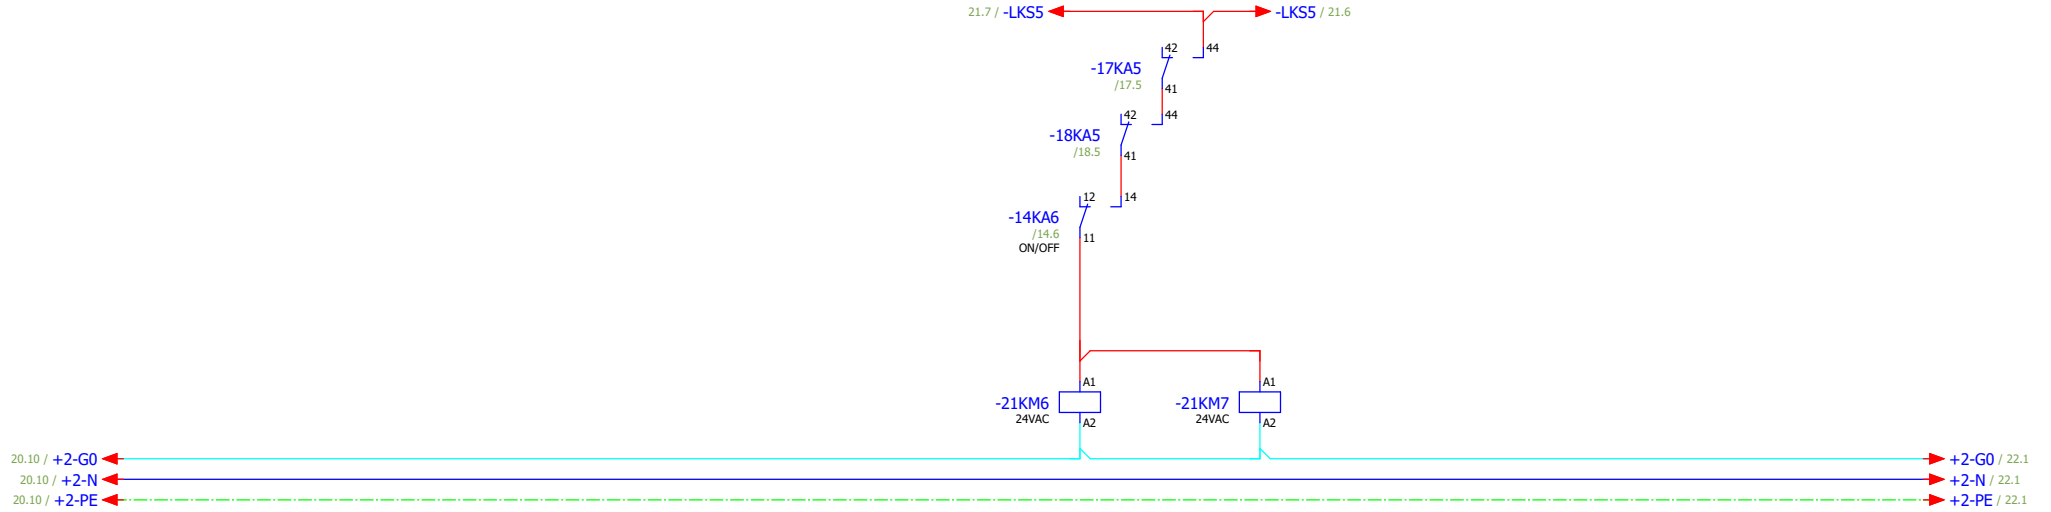 21.7 / -LKS5
-LKS5 / 21.6
42
44
-17KA5
/17.5
41
42
44
-18KA5
/18.5
41
12
14
-14KA6
/14.6
ON/OFF
11
A1
A1
-21KM6
24VAC
-21KM7
24VAC
A2
A2
20.10 / +2-G0
+2-G0 / 22.1
20.10 / +2-N
+2-N / 22.1
20.10 / +2-PE
+2-PE / 22.1